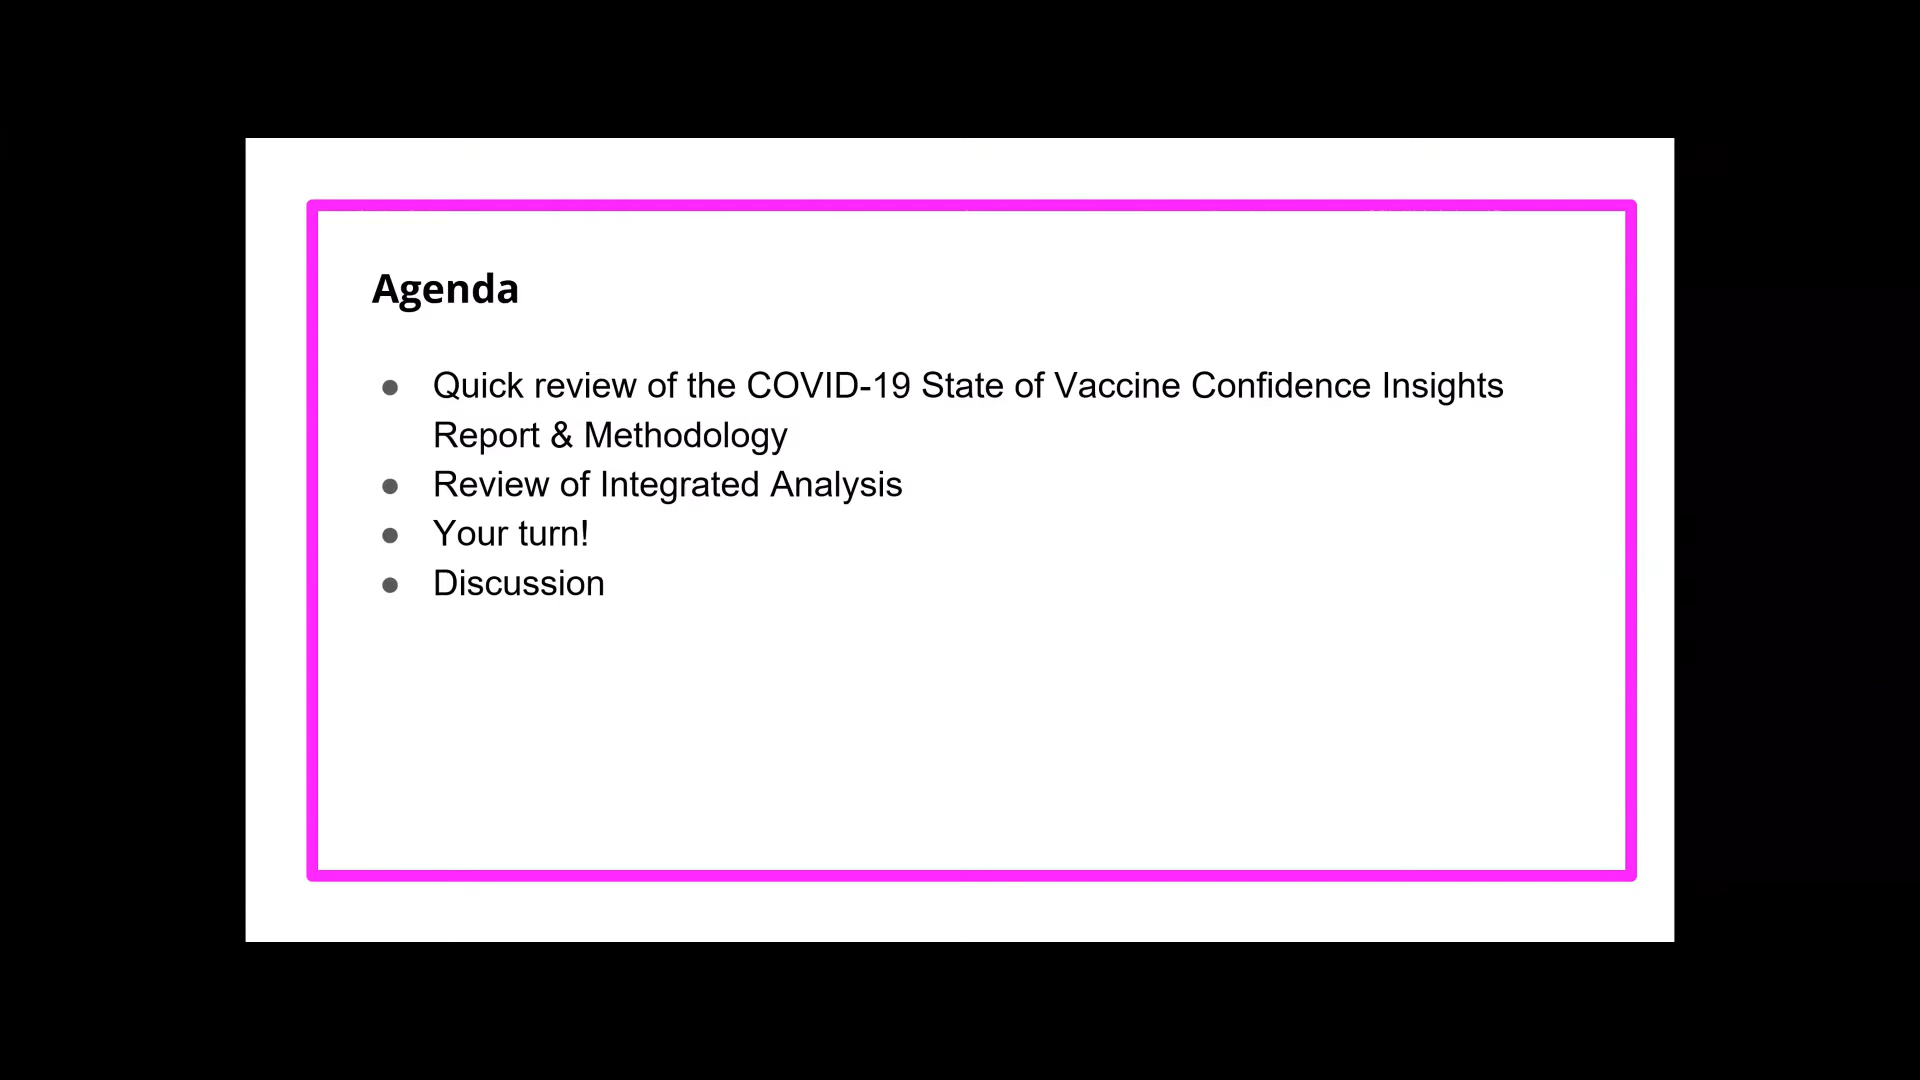 Agenda
● Quick review of the COVID-19 State of Vaccine Confidence Insights
Report & Methodology
● Review of Integrated Analysis
● Your turn!
● Discussion